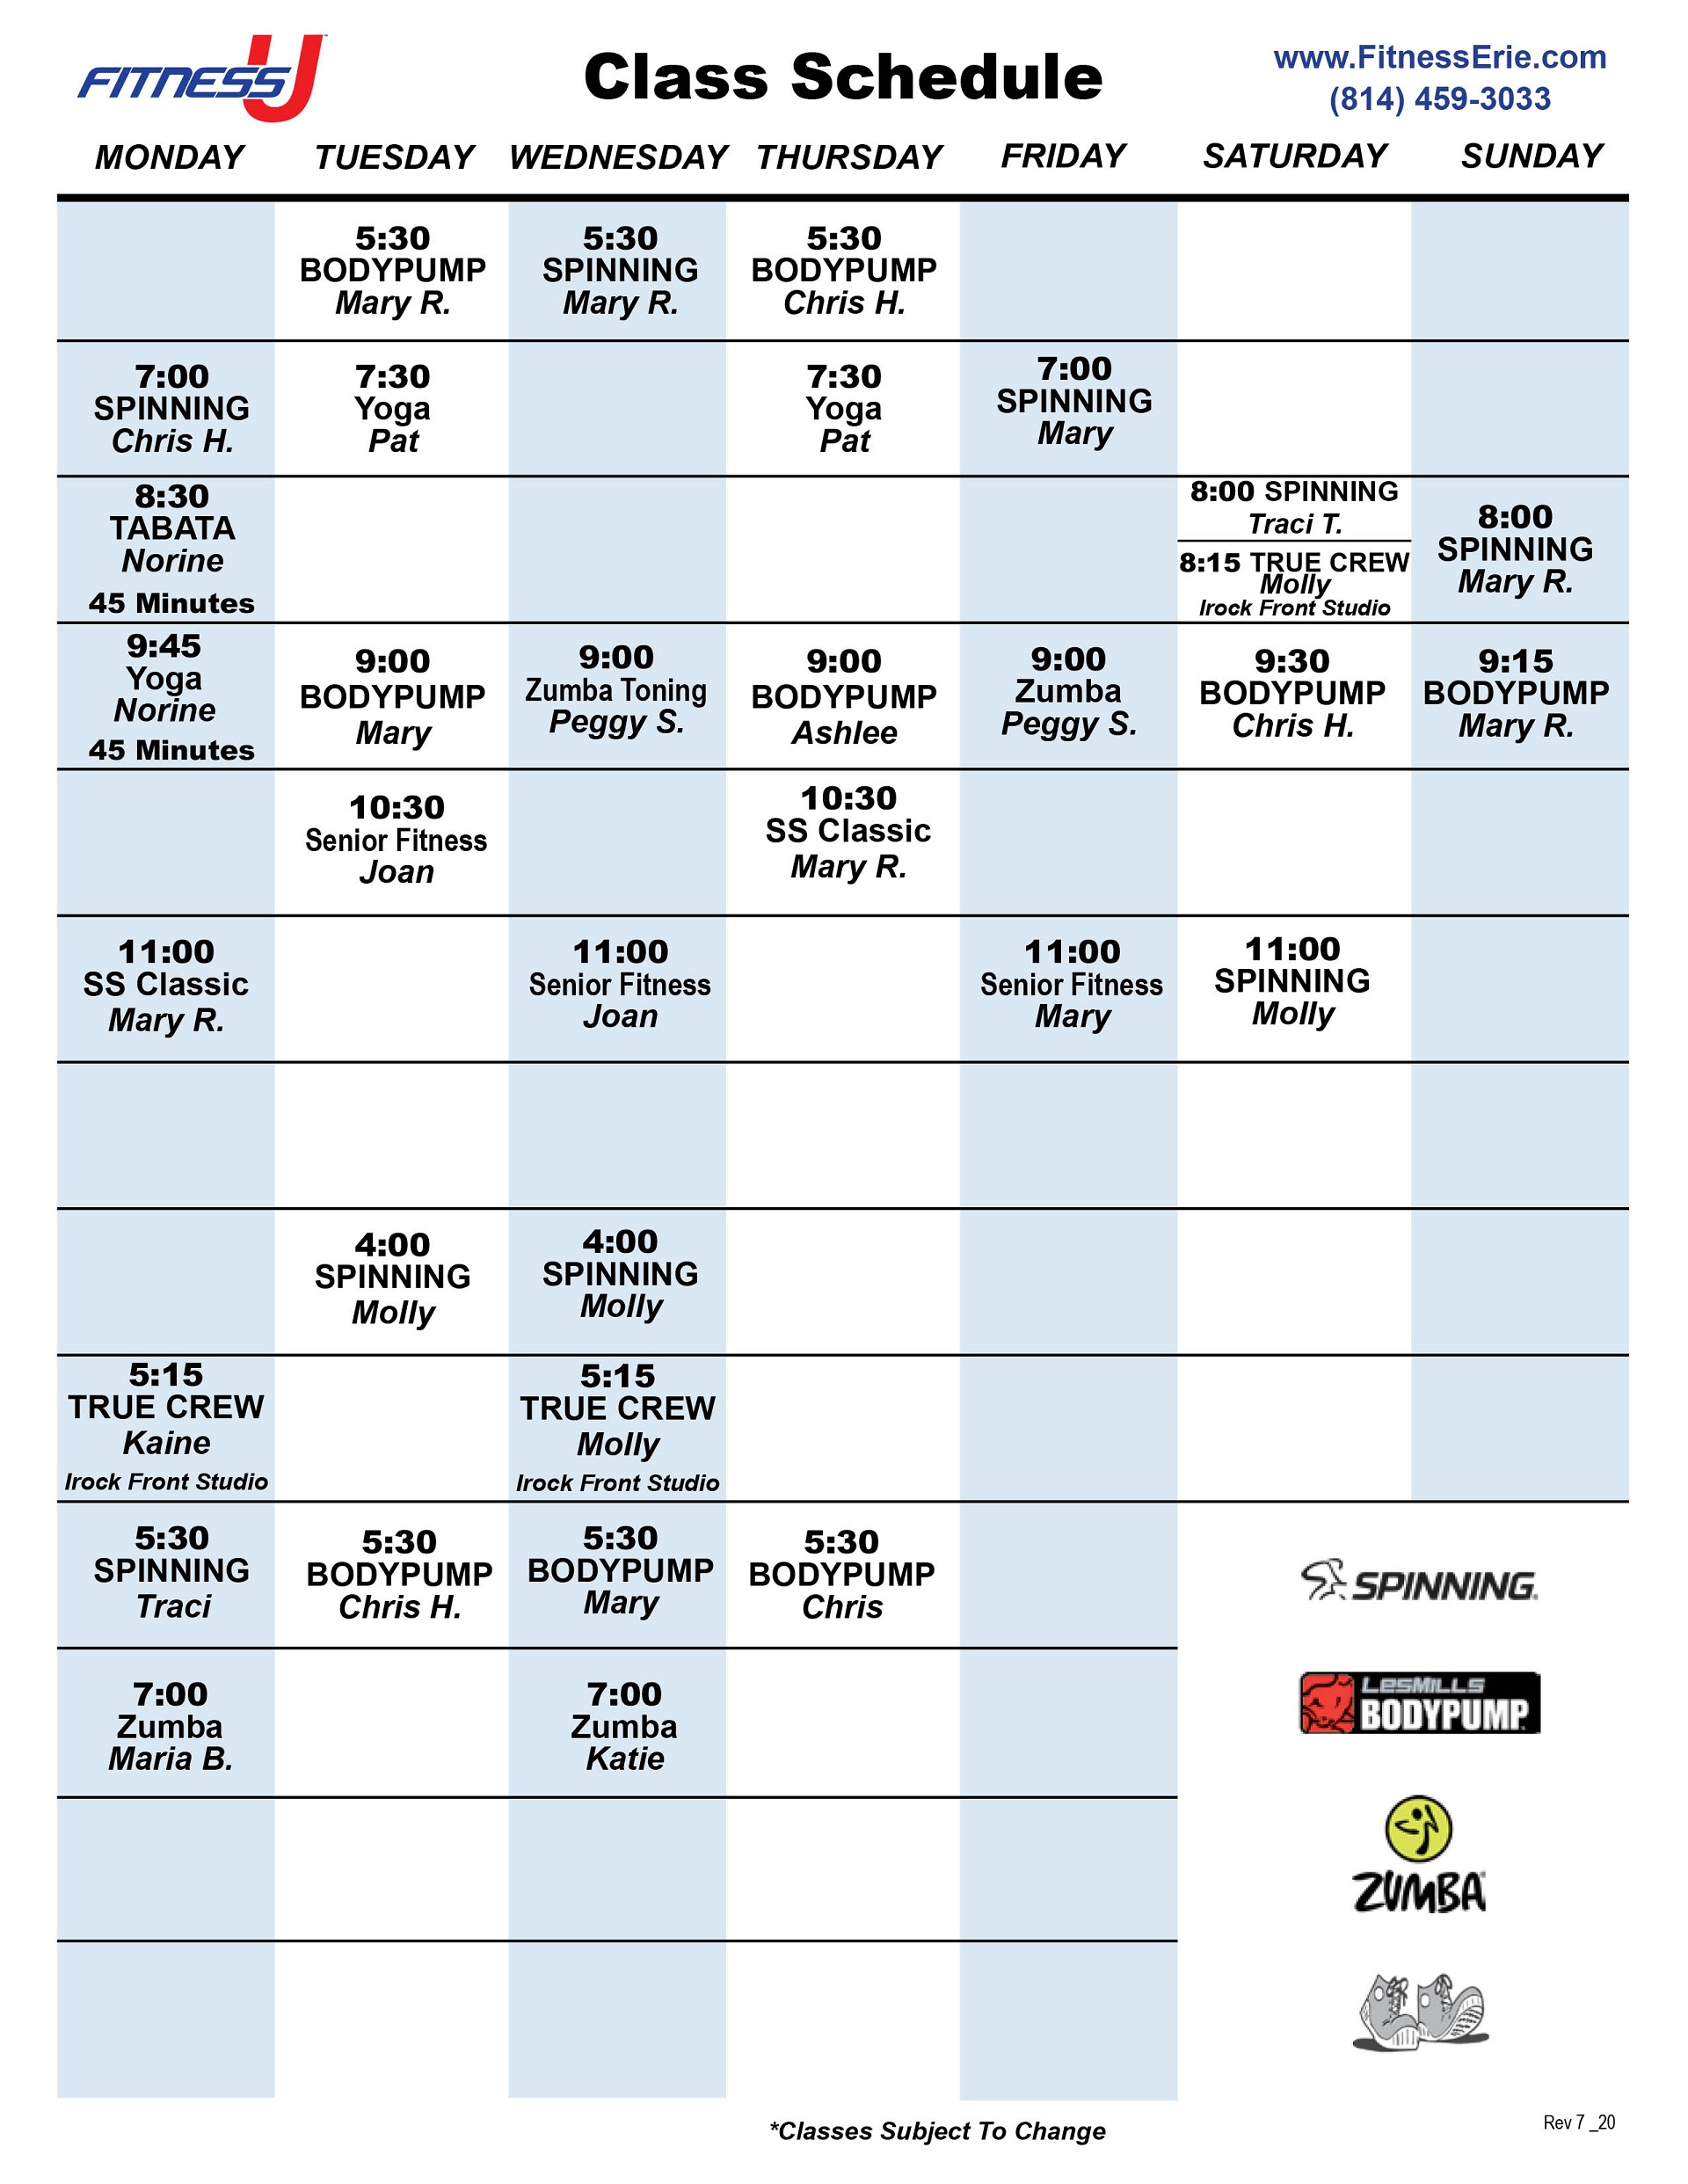 FITNESS U
Class Schedule
www.FitnessErie.com
(814) 459-3033
MONDAY TUESDAY WEDNESDAY THURSDAY FRIDAY SATURDAY SUNDAY
5:30
BODYPUMP
Mary R.
5:30
SPINNING
Mary R.
5:30
BODYPUMP
Chris H.
7:00
SPINNING
Chris H.
7:30
Yoga
Pat
7:30
Yoga
Pat
7:00
SPINNING
Mary
8:30
TABATA
Norine
45 Minutes
8:00 SPINNING
Traci T.
8:15 TRUE CREW
Molly
Irock Front Studio
8:00
SPINNING
Mary R.
9:45
Yoga
Norine
45 Minutes
9:00
BODYPUMP
Mary
9:00
Zumba Toning
Peggy S.
9:00
BODYPUMP
Ashlee
9:00
Zumba
Peggy S.
9:30
BODYPUMP
Chris H.
9:15
BODYPUMP
Mary R.
10:30
Senior Fitness
Joan
10:30
SS Classic
Mary R.
11:00
SS Classic
Mary R.
11:00
Senior Fitness
Joan
11:00
Senior Fitness
Mary
11:00
SPINNING
Molly
4:00
SPINNING
Molly
4:00
SPINNING
Molly
5:15
TRUE CREW
Kaine
Irock Front Studio
5:15
TRUE CREW
Molly
Irock Front Studio
5:30
SPINNING
Traci
5:30
BODYPUMP
Chris H.
5:30
BODYPUMP
Mary
5:30
BODYPUMP
Chris
SPINNING
7:00
Zumba
Maria B.
7:00
Zumba
Katie
LESMILLS
BODYPUMP
ZUMBA
*Classes Subject To Change
Rev 7 _20